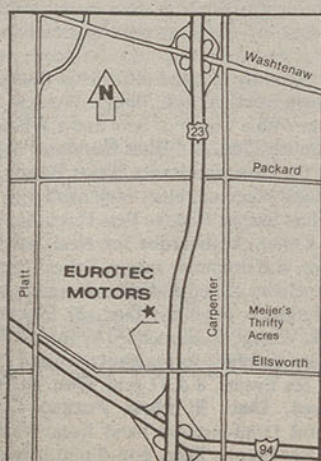 Washtenaw
N
23
Packard
EUROTEC
MOTORS
Platt
Carpenter
Meijer's
Thrifty
Acres
Ellsworth
94